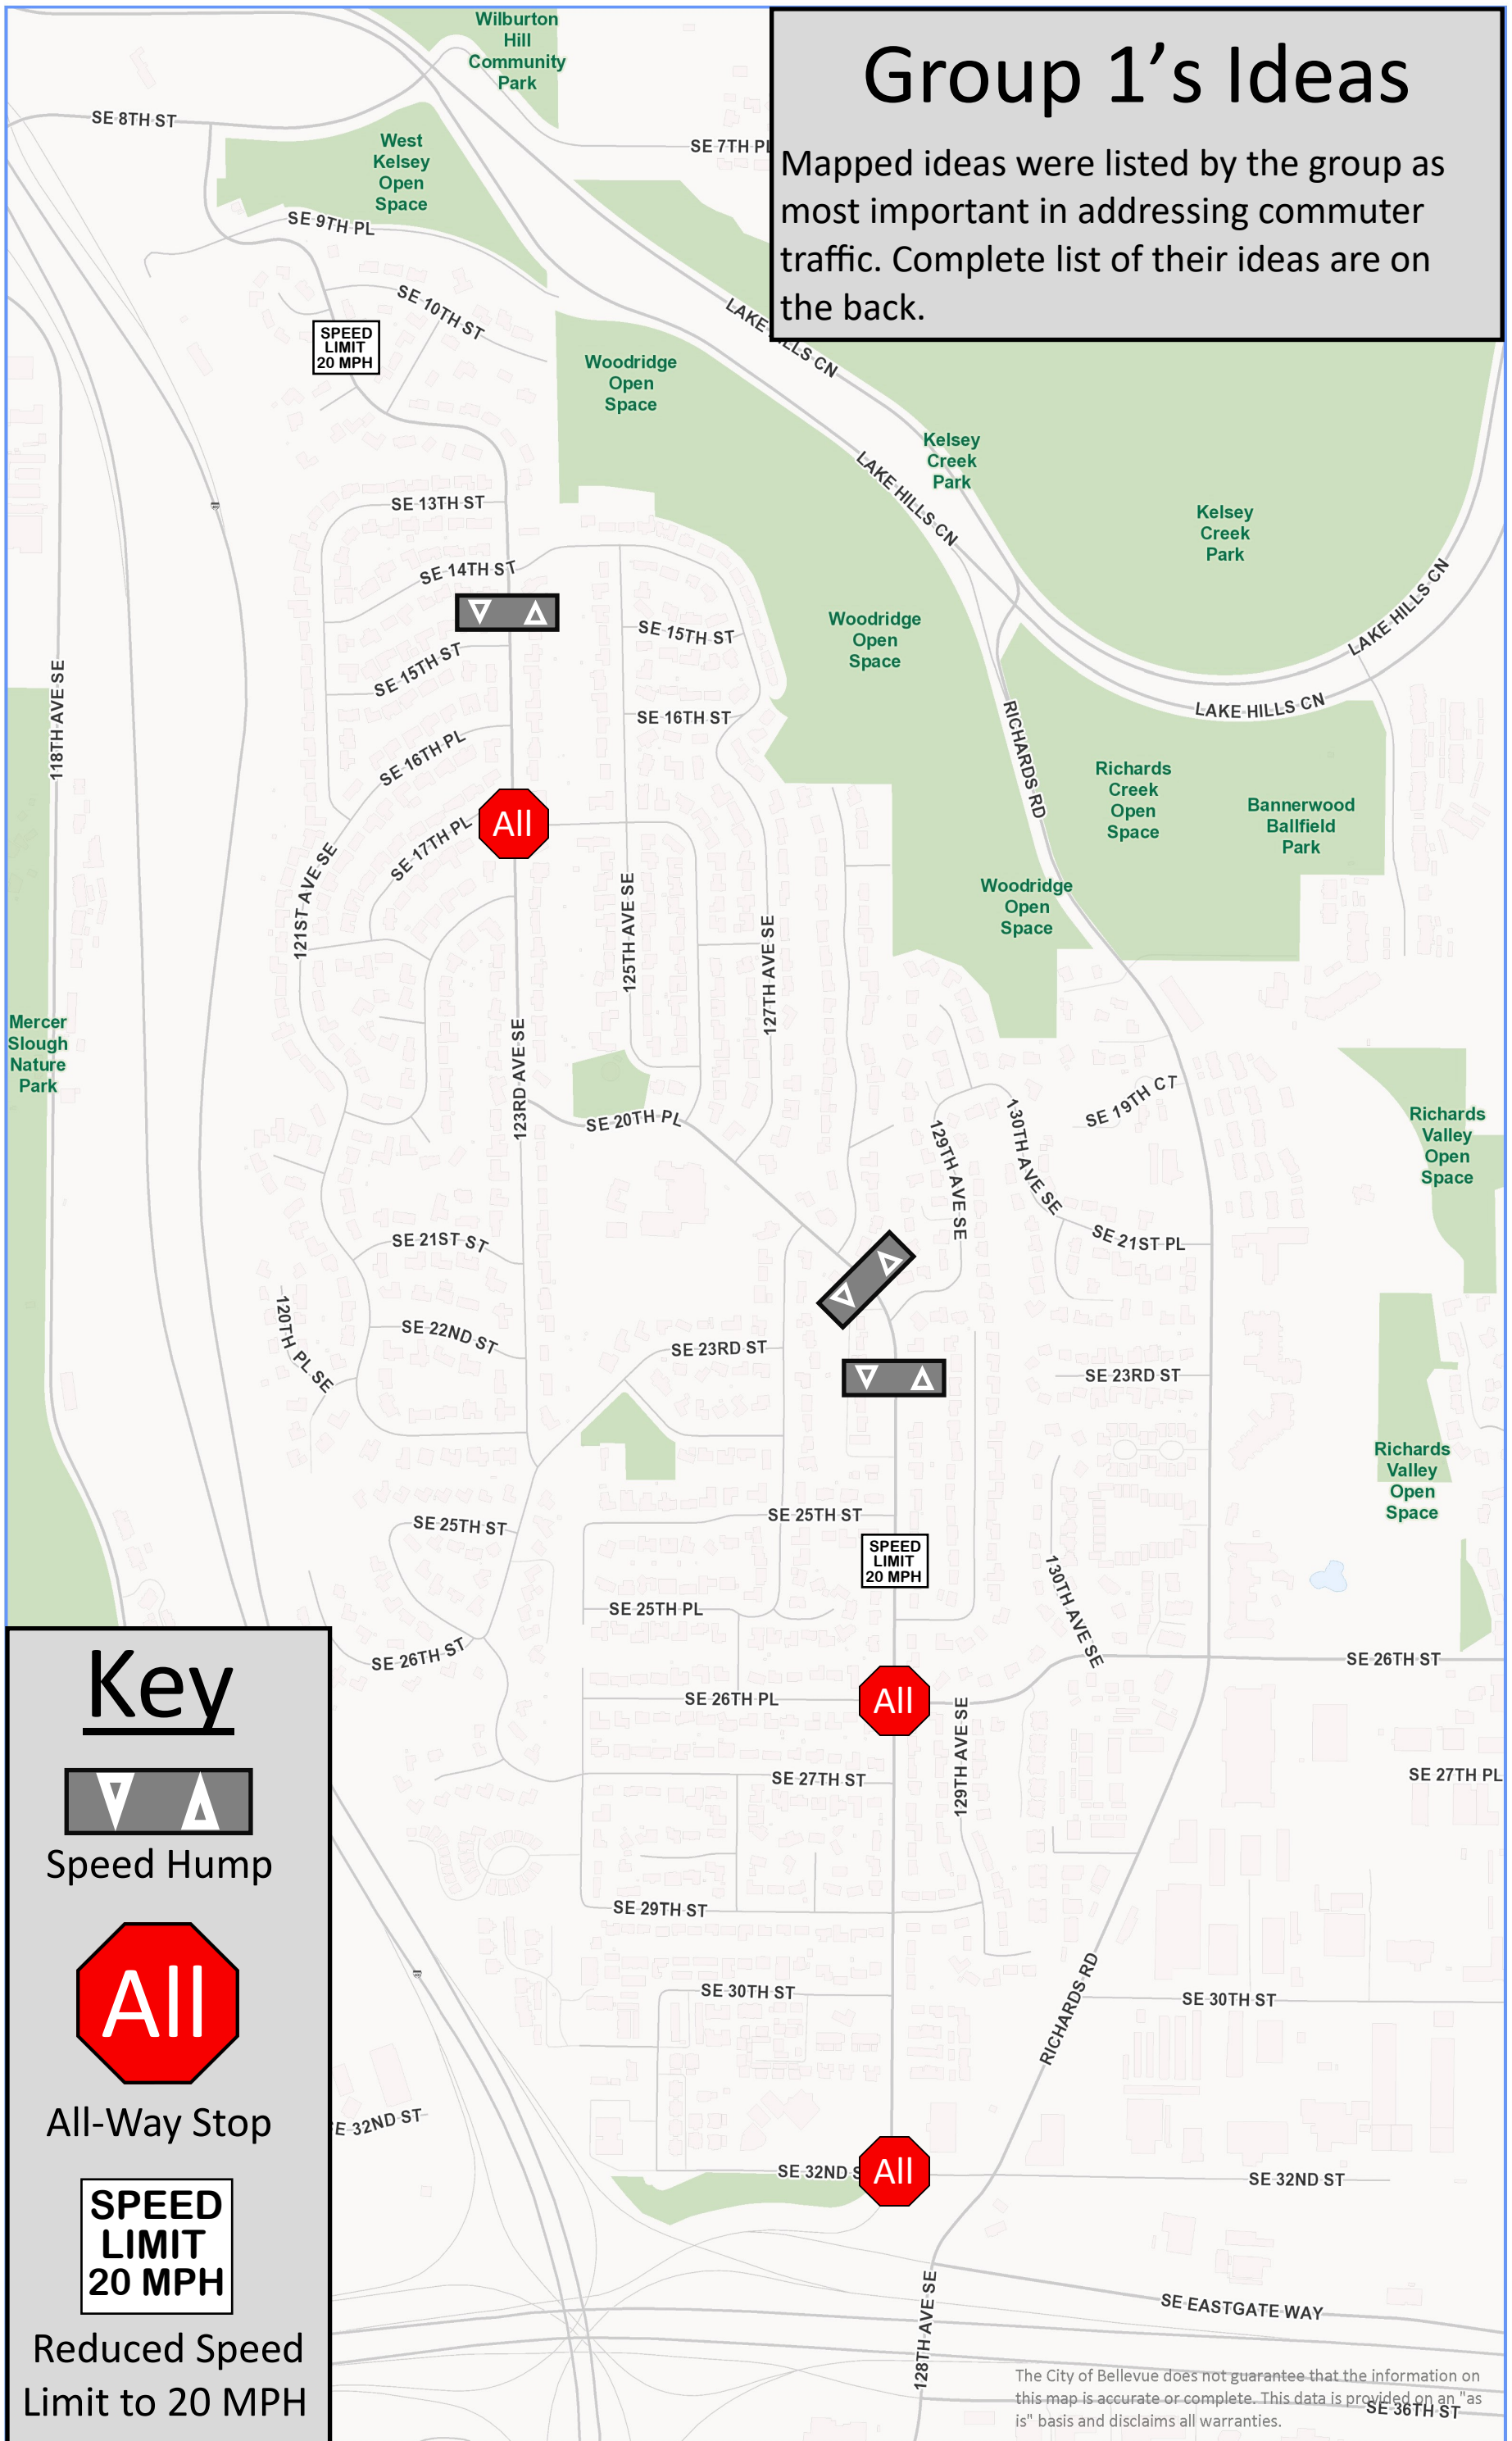 Group 1’s Ideas
Mapped ideas were listed by the group as
most important in addressing commuter
traffic. Complete list of their ideas are on
the back.
Wilburton
Hill
Community
Park
SE 8TH ST
West
Kelsey
Open
Space
SE 7TH PL
SE 9TH PL
SE 10TH ST
SPEED
LIMIT
20 MPH
Woodridge
Open
Space
LAKE HILLS CN
Kelsey
Creek
Park
LAKE HILLS CN
Kelsey
Creek
Park
SE 13TH ST
SE 14TH ST
LAKE HILLS CN
Woodridge
Open
Space
SE 15TH ST
SE 15TH ST
118TH AVE SE
SE 16TH ST
LAKE HILLS CN
RICHARDS RD
SE 16TH PL
Richards
Creek
Open
Space
Bannerwood
Ballfield
Park
All
SE 17TH PL
121ST AVE SE
125TH AVE SE
Woodridge
Open
Space
127TH AVE SE
Mercer
Slough
Nature
Park
123RD AVE SE
SE 20TH PL
SE 19TH CT
129TH AVE SE
130TH AVE SE
Richards
Valley
Open
Space
SE 21ST ST
SE 21ST PL
120TH PL SE
SE 22ND ST
SE 23RD ST
SE 23RD ST
Richards
Valley
Open
Space
SE 25TH ST
SE 25TH ST
SPEED
LIMIT
20 MPH
SE 25TH PL
130TH AVE SE
SE 26TH ST
SE 26TH ST
SE 26TH PL
All
129TH AVE SE
SE 27TH ST
SE 27TH PL
SE 29TH ST
SE 30TH ST
SE 30TH ST
RICHARDS RD
E 32ND ST
SE 32ND S
All
SE 32ND ST
SE EASTGATE WAY
128TH AVE SE
SE 36TH ST
Key
Speed Hump
All
All-Way Stop
SPEED
LIMIT
20 MPH
Reduced Speed
Limit to 20 MPH
The City of Bellevue does not guarantee that the information on
this map is accurate or complete. This data is provided on an "as
is" basis and disclaims all warranties.